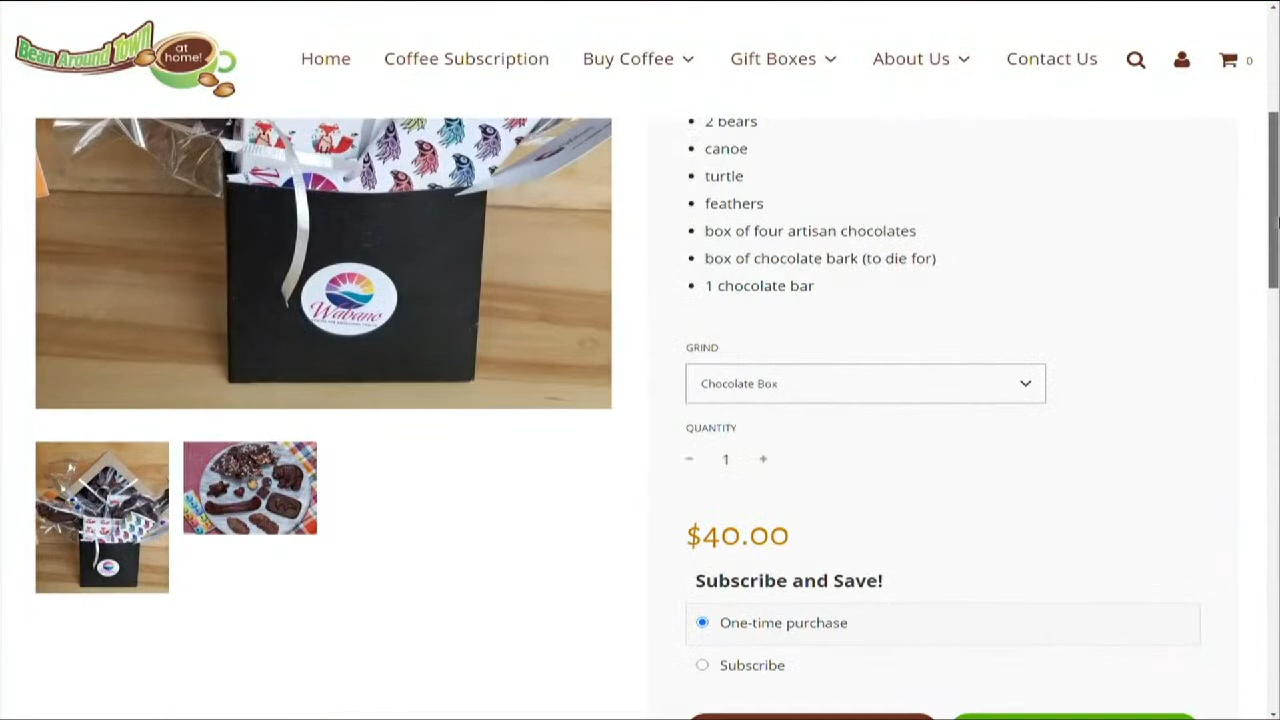 Bean Around Town
at
home!
Home
Coffee Subscription
Buy Coffee
Gift Boxes
About Us
Contact Us
0
2 bears
canoe
turtle
feathers
box of four artisan chocolates
box of chocolate bark (to die for)
1 chocolate bar
Wabano
GRIND
Chocolate Box
QUANTITY
1
$40.00
Subscribe and Save!
One-time purchase
Subscribe